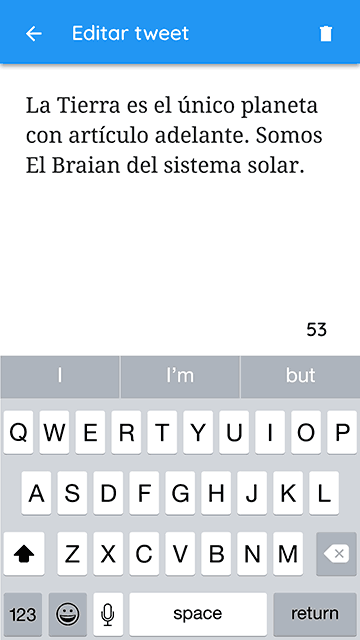 Editar tweet
La Tierra es el único planeta
con artículo adelante. Somos
El Braian del sistema solar.
53
I I'm but
Q W E R T Y U I O P
A S D F G H J K L
Z X C V B N M
123 space return